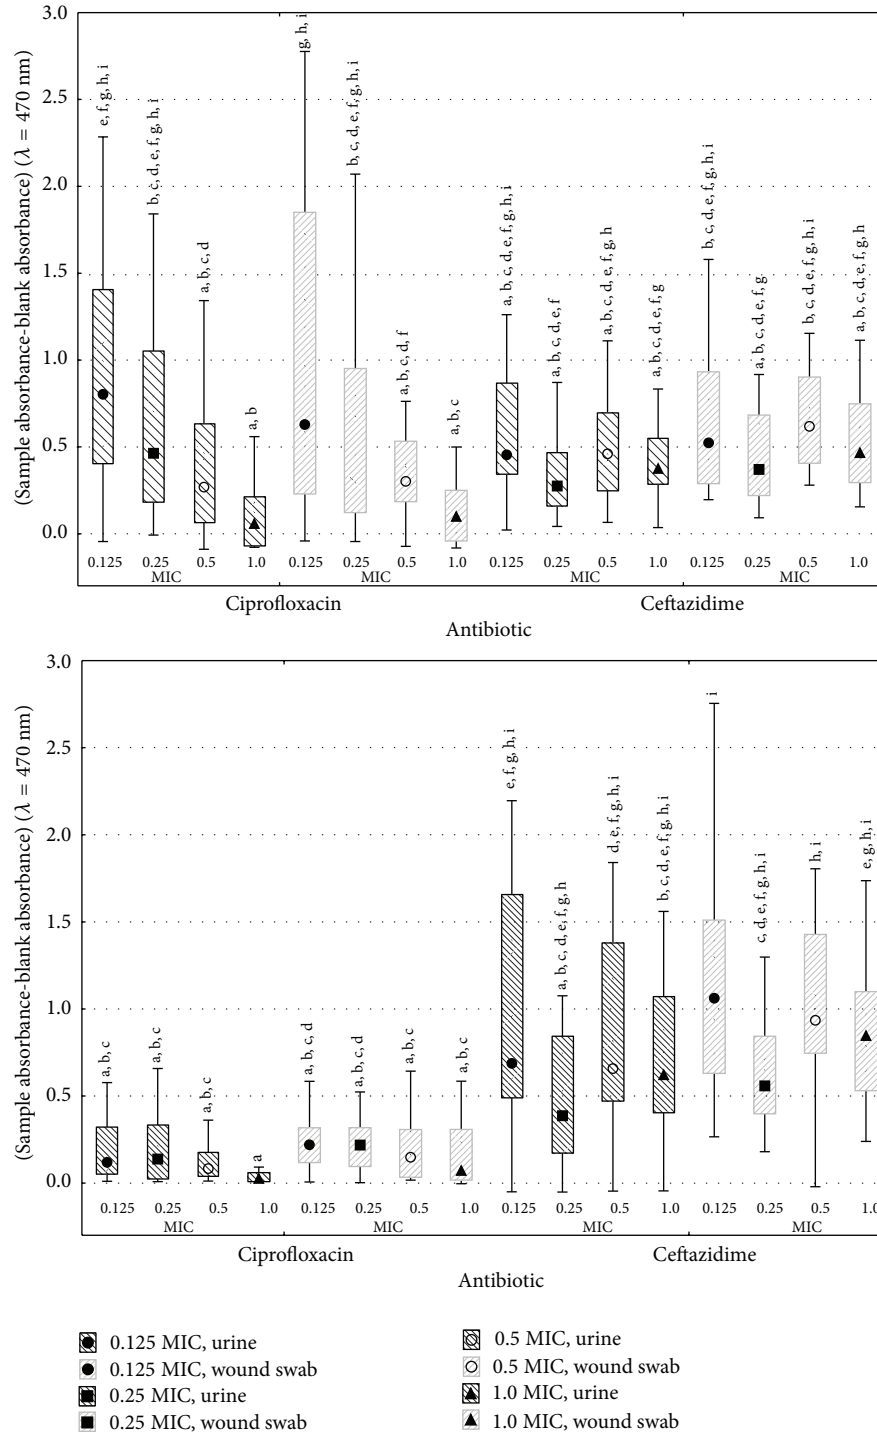 (Sample absorbance-blank absorbance) (λ = 470 nm)
3.0
2.5
2.0
1.5
1.0
0.5
0.0
e, f, g, h, i
b, c, d, e, f, g, h, i
a, b, c, d
a, b
g, h, i
b, c, d, e, f, g, h, i
a, b, c, d, f
a, b, c
a, b, c, d, e, f, g, h, i
a, b, c, d, e, f
a, b, c, d, e, f, g, h
a, b, c, d, e, f, g
b, c, d, e, f, g, h, i
a, b, c, d, e, f, g
b, c, d, e, f, g, h, i
a, b, c, d, e, f, g, h
0.125 0.25 0.5 1.0 0.125 0.25 0.5 1.0 0.125 0.25 0.5 1.0 0.125 0.25 0.5 1.0
MIC MIC MIC MIC
Ciprofloxacin Ceftazidime
Antibiotic
(Sample absorbance-blank absorbance) (λ = 470 nm)
3.0
2.5
2.0
1.5
1.0
0.5
0.0
a, b, c
a, b, c
a, b, c
a
a, b, c, d
a, b, c, d
a, b, c
a, b, c
e, f, g, h, i
a, b, c, d, e, f, g, h
d, e, f, g, h, i
b, c, d, e, f, g, h, i
i
c, d, e, f, g, h, i
h, i
e, g, h, i
0.125 0.25 0.5 1.0 0.125 0.25 0.5 1.0 0.125 0.25 0.5 1.0 0.125 0.25 0.5 1.0
MIC MIC MIC MIC
Ciprofloxacin Ceftazidime
Antibiotic
0.125 MIC, urine
0.125 MIC, wound swab
0.25 MIC, urine
0.25 MIC, wound swab
0.5 MIC, urine
0.5 MIC, wound swab
1.0 MIC, urine
1.0 MIC, wound swab